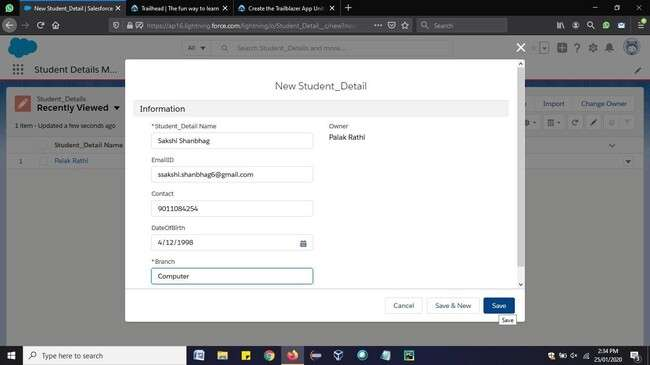 New Student_Detail | Salesforce
Trailhead | The fun way to learn
Create the Trailblazer App Uni
https://ap16.lightning.force.com/lightning/o/Student_Detail__c/new?
Search
All
Search Student_Details and more...
Student Details M
Student_Details
Recently Viewed
1 item • Updated a few seconds ago
Import
Change Owner
Student_Detail Name
1
Palak Rathi
New Student_Detail
Information
*Student_Detail Name
Sakshi Shanbhag
Owner
Palak Rathi
EmailID
ssakshi.shanbhag6@gmail.com
Contact
9011084254
DateOfBirth
4/12/1998
*Branch
Computer
Cancel
Save & New
Save
Save
Type here to search
2:34 PM
25/01/2020